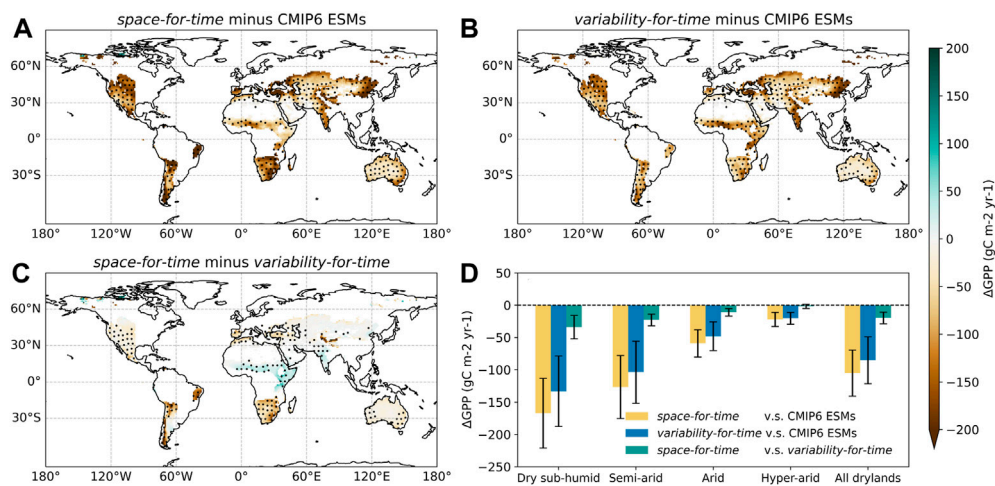 A
space-for-time minus CMIP6 ESMs
60°N
30°N
0°
30°S
180° 120°W 60°W 0° 60°E 120°E 180°
B
variability-for-time minus CMIP6 ESMs
60°N
30°N
0°
30°S
180° 120°W 60°W 0° 60°E 120°E 180°
200
150
100
50
0
−50
−100
−150
−200
ΔGPP (gC m-2 yr-1)
C
space-for-time minus variability-for-time
60°N
30°N
0°
30°S
180° 120°W 60°W 0° 60°E 120°E 180°
D
ΔGPP (gC m-2 yr-1)
50
0
−50
−100
−150
−200
−250
space-for-time v.s. CMIP6 ESMs
variability-for-time v.s. CMIP6 ESMs
space-for-time v.s. variability-for-time
Dry sub-humid Semi-arid Arid Hyper-arid All drylands